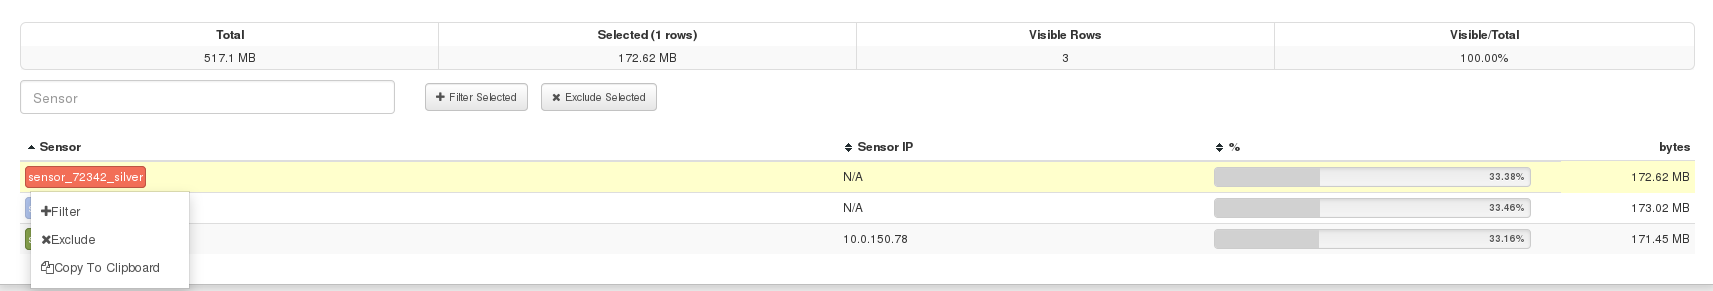 Total Selected (1 rows) Visible Rows Visible/Total
517.1 MB 172.62 MB 3 100.00%
Sensor Filter Selected Exclude Selected
Sensor Sensor IP % bytes
sensor_72342_silver N/A 33.38% 172.62 MB
N/A 33.46% 173.02 MB
10.0.150.78 33.16% 171.45 MB
Filter
Exclude
Copy To Clipboard